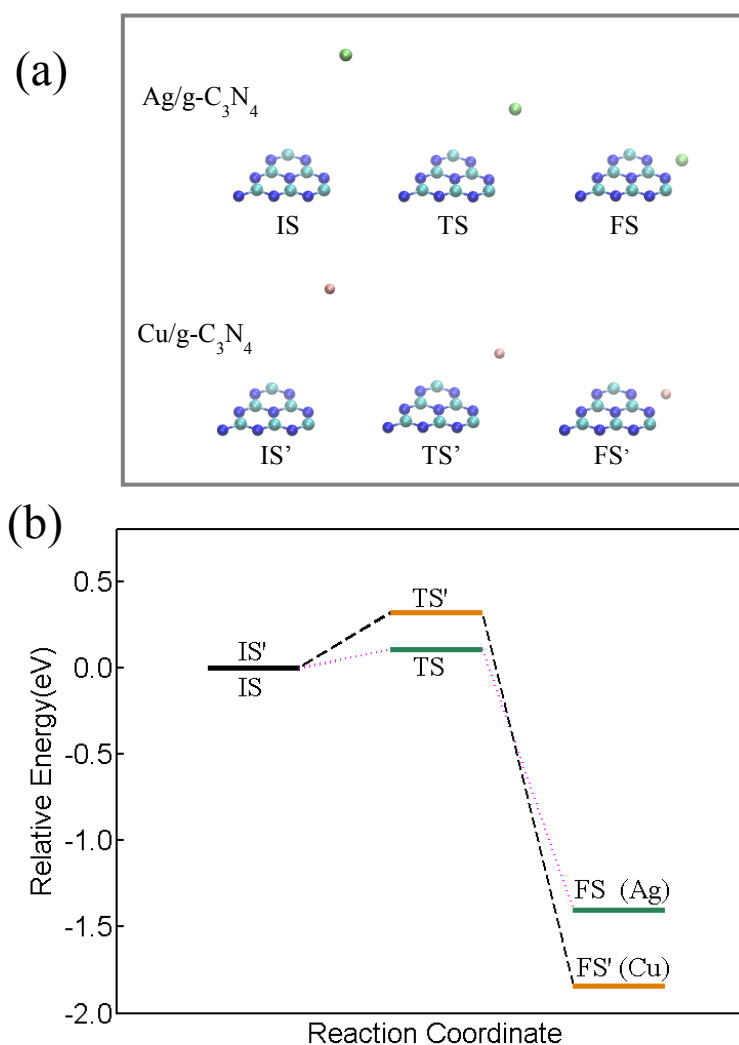 (a)
Ag/g-C₃N₄
IS TS FS
Cu/g-C₃N₄
IS’ TS’ FS’
(b)
0.5
0.0
-0.5
-1.0
-1.5
-2.0
Relative Energy(eV)
IS'
IS
TS'
TS
FS (Ag)
FS' (Cu)
Reaction Coordinate